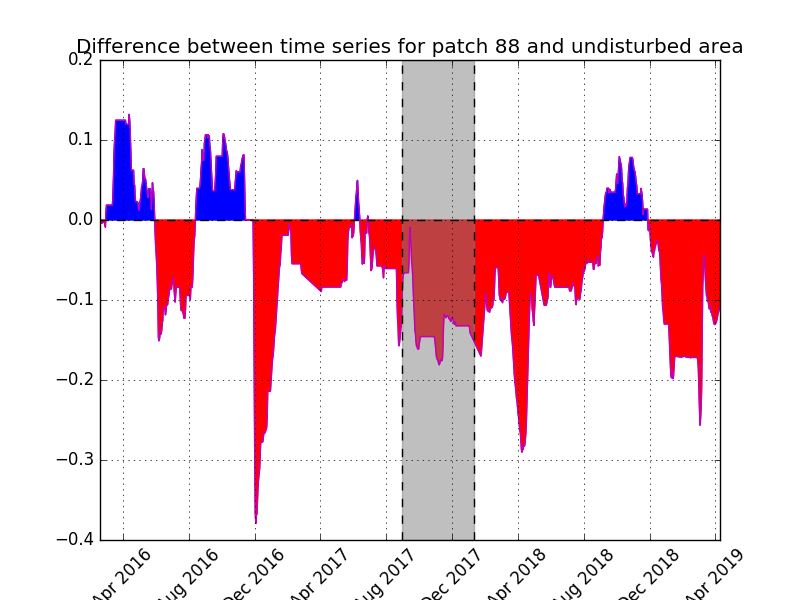 Difference between time series for patch 88 and undisturbed area
0.2
0.1
0.0
−0.1
−0.2
−0.3
−0.4
Apr 2016
Aug 2016
Dec 2016
Apr 2017
Aug 2017
Dec 2017
Apr 2018
Aug 2018
Dec 2018
Apr 2019